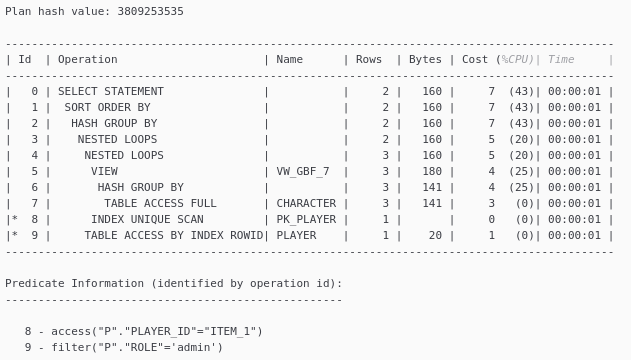 Plan hash value: 3809253535
--------------------------------------------------------------------------------------------
| Id  | Operation                      | Name      | Rows  | Bytes | Cost (%CPU)| Time     |
--------------------------------------------------------------------------------------------
|   0 | SELECT STATEMENT               |           |     2 |   160 |     7  (43)| 00:00:01 |
|   1 |  SORT ORDER BY                 |           |     2 |   160 |     7  (43)| 00:00:01 |
|   2 |   HASH GROUP BY                |           |     2 |   160 |     7  (43)| 00:00:01 |
|   3 |    NESTED LOOPS                |           |     2 |   160 |     5  (20)| 00:00:01 |
|   4 |     NESTED LOOPS               |           |     3 |   160 |     5  (20)| 00:00:01 |
|   5 |      VIEW                      | VW_GBF_7  |     3 |   180 |     4  (25)| 00:00:01 |
|   6 |       HASH GROUP BY            |           |     3 |   141 |     4  (25)| 00:00:01 |
|   7 |        TABLE ACCESS FULL       | CHARACTER |     3 |   141 |     3   (0)| 00:00:01 |
|*  8 |      INDEX UNIQUE SCAN         | PK_PLAYER |     1 |       |     0   (0)| 00:00:01 |
|*  9 |     TABLE ACCESS BY INDEX ROWID| PLAYER    |     1 |    20 |     1   (0)| 00:00:01 |
--------------------------------------------------------------------------------------------
Predicate Information (identified by operation id):
---------------------------------------------------
   8 - access("P"."PLAYER_ID"="ITEM_1")
   9 - filter("P"."ROLE"='admin')